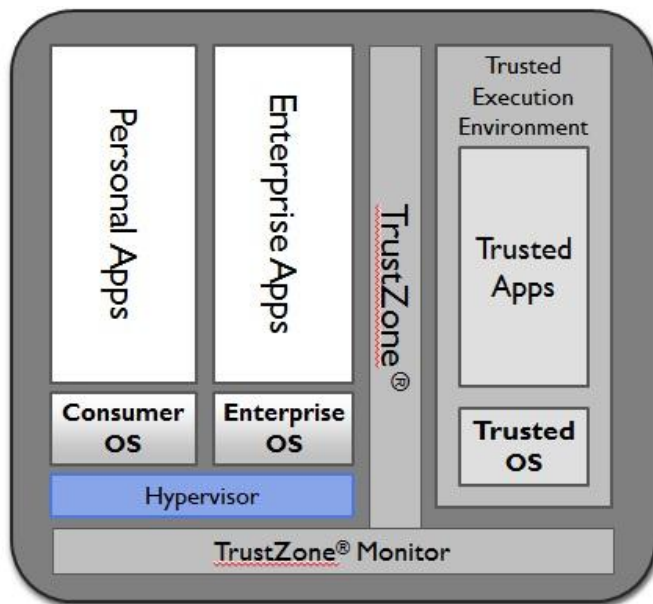 Personal Apps
Enterprise Apps
TrustZone®
Trusted
Execution
Environment
Trusted
Apps
Consumer
OS
Enterprise
OS
Trusted
OS
Hypervisor
TrustZone® Monitor